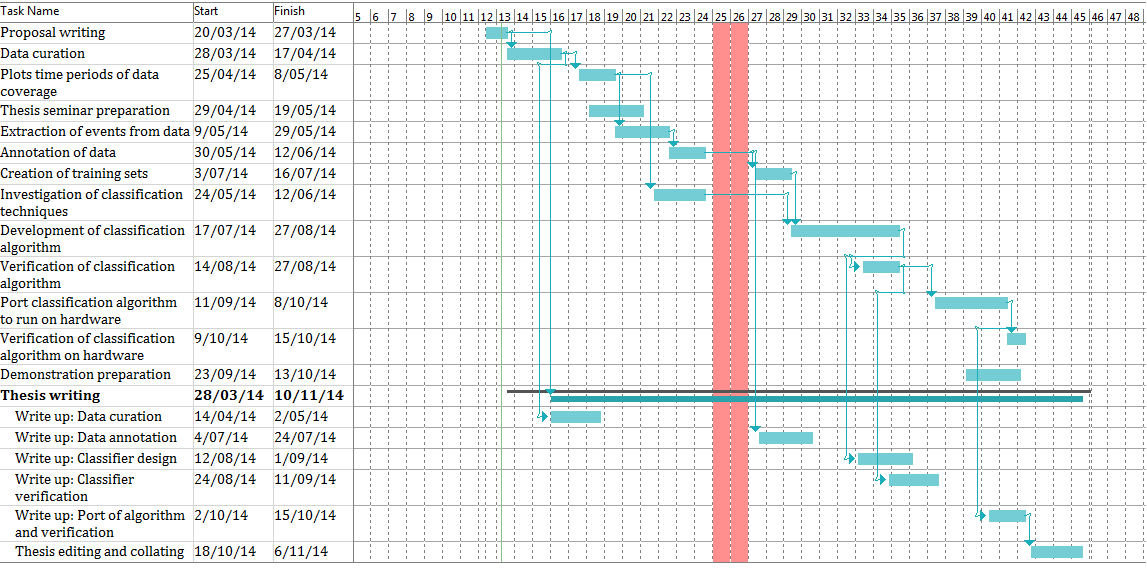 Task Name Start Finish 5 6 7 8 9 10 11 12 13 14 15 16 17 18 19 20 21 22 23 24 25 26 27 28 29 30 31 32 33 34 35 36 37 38 39 40 41 42 43 44 45 46 47 48
Proposal writing 20/03/14 27/03/14
Data curation 28/03/14 17/04/14
Plots time periods of data 25/04/14 8/05/14
coverage
Thesis seminar preparation 29/04/14 19/05/14
Extraction of events from data 9/05/14 29/05/14
Annotation of data 30/05/14 12/06/14
Creation of training sets 3/07/14 16/07/14
Investigation of classification 24/05/14 12/06/14
techniques
Development of classification 17/07/14 27/08/14
algorithm
Verification of classification 14/08/14 27/08/14
algorithm
Port classification algorithm 11/09/14 8/10/14
to run on hardware
Verification of classification 9/10/14 15/10/14
algorithm on hardware
Demonstration preparation 23/09/14 13/10/14
Thesis writing 28/03/14 10/11/14
Write up: Data curation 14/04/14 2/05/14
Write up: Data annotation 4/07/14 24/07/14
Write up: Classifier design 12/08/14 1/09/14
Write up: Classifier 24/08/14 11/09/14
verification
Write up: Port of algorithm 2/10/14 15/10/14
and verification
Thesis editing and collating 18/10/14 6/11/14